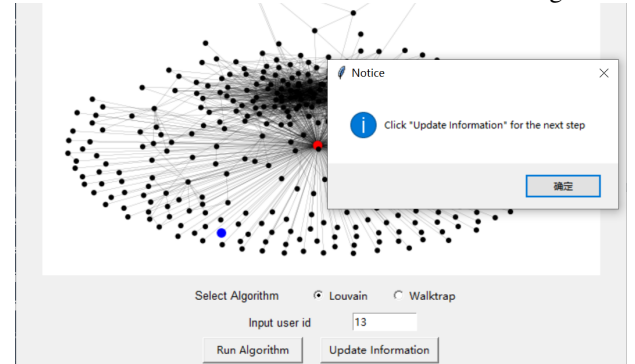 Notice
Click "Update Information" for the next step
确定
Select Algorithm Louvain Walktrap
Input user id 13
Run Algorithm Update Information